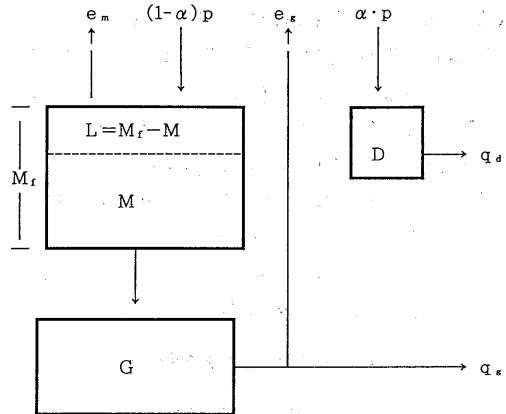 e_m (1-α)p e_g α·p
L=M_f-M
M_f
M
D
q_d
G
q_g